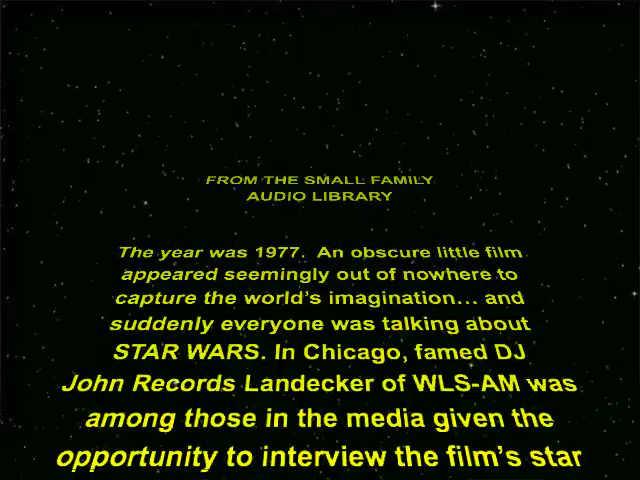 FROM THE SMALL FAMILY
AUDIO LIBRARY
The year was 1977. An obscure little film
appeared seemingly out of nowhere to
capture the world's imagination... and
suddenly everyone was talking about
STAR WARS. In Chicago, famed DJ
John Records Landecker of WLS-AM was
among those in the media given the
opportunity to interview the film's star